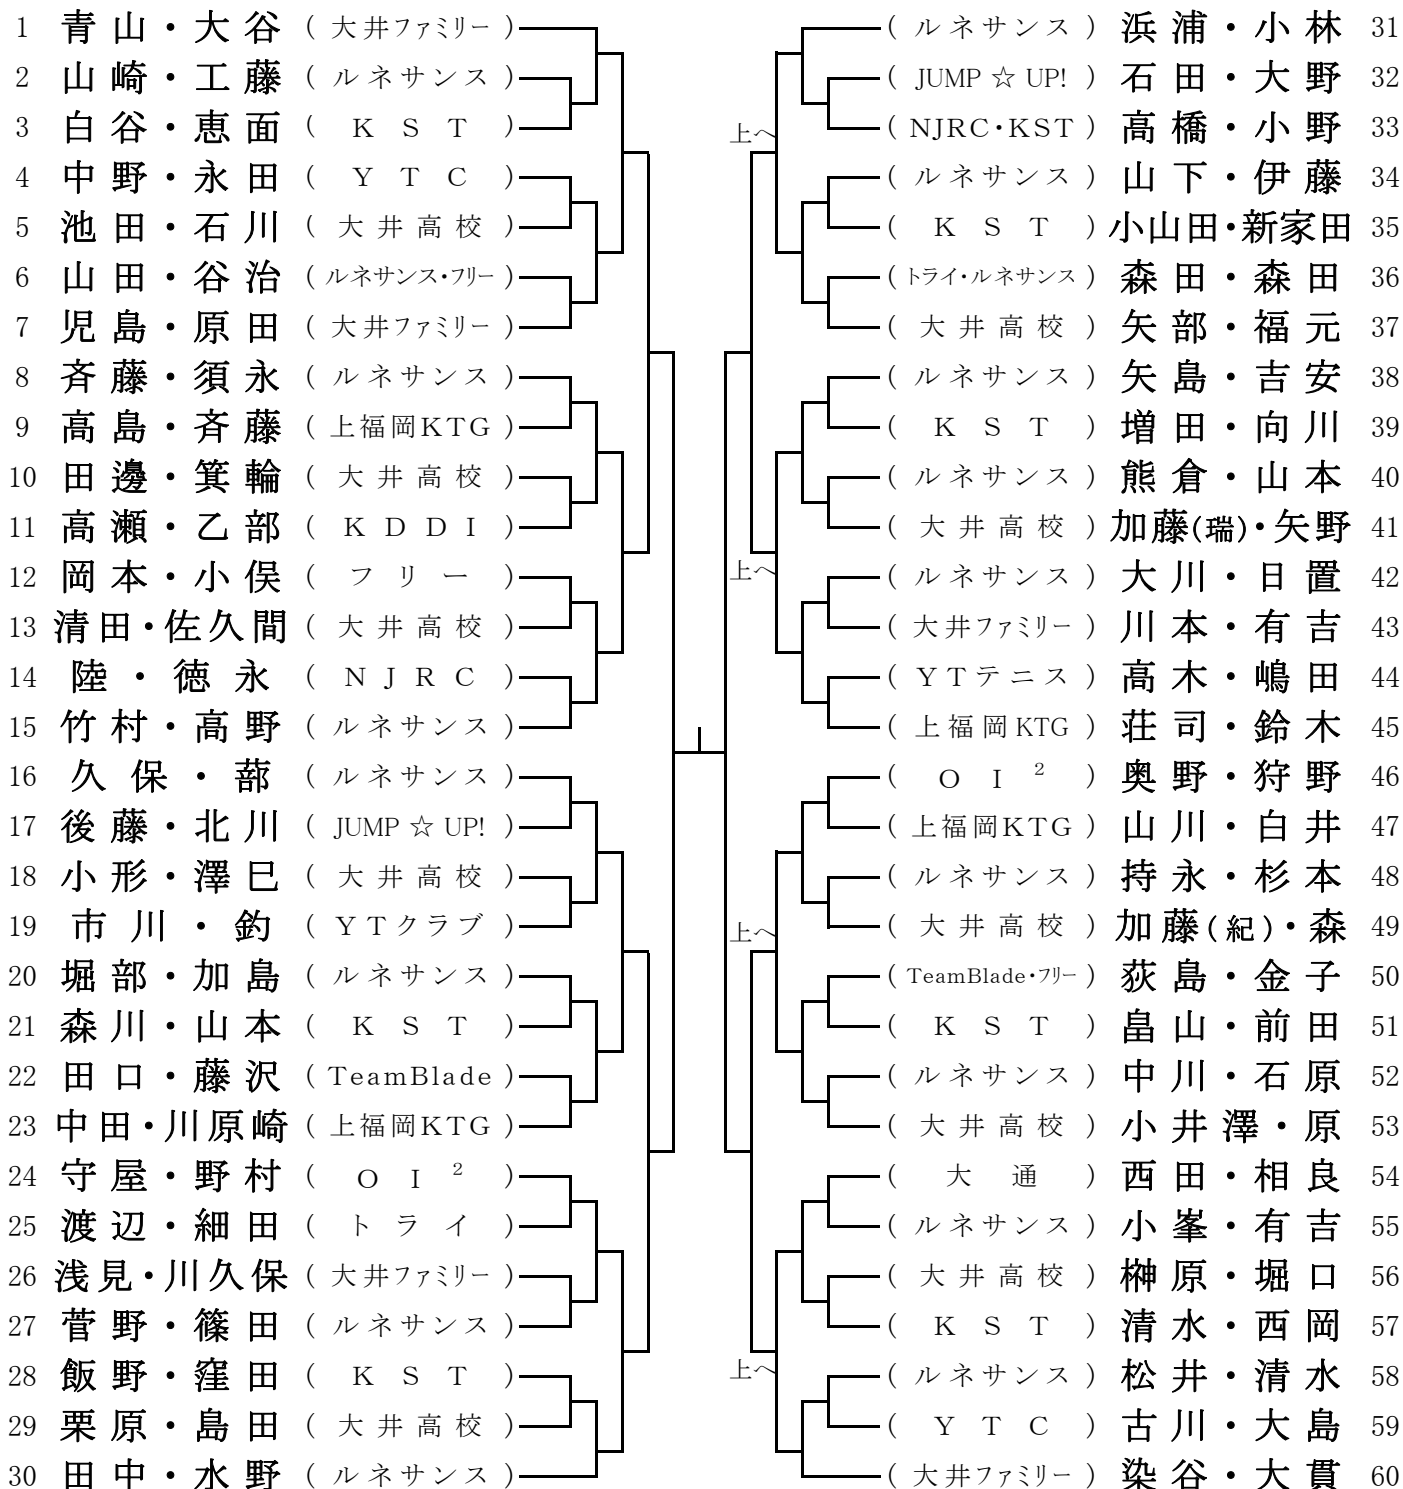 1 青山・大谷 (大井ファミリー)
2 山崎・工藤 (ルネサンス)
3 白谷・恵面 (KST)
4 中野・永田 (YTC)
5 池田・石川 (大井高校)
6 山田・谷治 (ルネサンス・フリー)
7 児島・原田 (大井ファミリー)
8 斉藤・須永 (ルネサンス)
9 高島・斉藤 (上福岡KTG)
10 田邊・箕輪 (大井高校)
11 高瀬・乙部 (KDDI)
12 岡本・小俣 (フリー)
13 清田・佐久間 (大井高校)
14 陸・徳永 (NJRC)
15 竹村・高野 (ルネサンス)
16 久保・蔀 (ルネサンス)
17 後藤・北川 (JUMP☆UP!)
18 小形・澤巳 (大井高校)
19 市川・釣 (YTクラブ)
20 堀部・加島 (ルネサンス)
21 森川・山本 (KST)
22 田口・藤沢 (TeamBlade)
23 中田・川原崎 (上福岡KTG)
24 守屋・野村 (OI²)
25 渡辺・細田 (トライ)
26 浅見・川久保 (大井ファミリー)
27 菅野・篠田 (ルネサンス)
28 飯野・窪田 (KST)
29 栗原・島田 (大井高校)
30 田中・水野 (ルネサンス)
(ルネサンス) 浜浦・小林 31
(JUMP☆UP!) 石田・大野 32
(NJRC・KST) 高橋・小野 33
上へ
(ルネサンス) 山下・伊藤 34
(KST) 小山田・新家田 35
(トライ・ルネサンス) 森田・森田 36
(大井高校) 矢部・福元 37
(ルネサンス) 矢島・吉安 38
(KST) 増田・向川 39
(ルネサンス) 熊倉・山本 40
(大井高校) 加藤(瑞)・矢野 41
上へ
(ルネサンス) 大川・日置 42
(大井ファミリー) 川本・有吉 43
(YTテニス) 高木・嶋田 44
(上福岡KTG) 荘司・鈴木 45
(OI²) 奥野・狩野 46
(上福岡KTG) 山川・白井 47
(ルネサンス) 持永・杉本 48
(大井高校) 加藤(紀)・森 49
上へ
(TeamBlade・フリー) 荻島・金子 50
(KST) 畠山・前田 51
(ルネサンス) 中川・石原 52
(大井高校) 小井澤・原 53
(大通) 西田・相良 54
(ルネサンス) 小峯・有吉 55
(大井高校) 榊原・堀口 56
(KST) 清水・西岡 57
上へ
(ルネサンス) 松井・清水 58
(YTC) 古川・大島 59
(大井ファミリー) 染谷・大貫 60